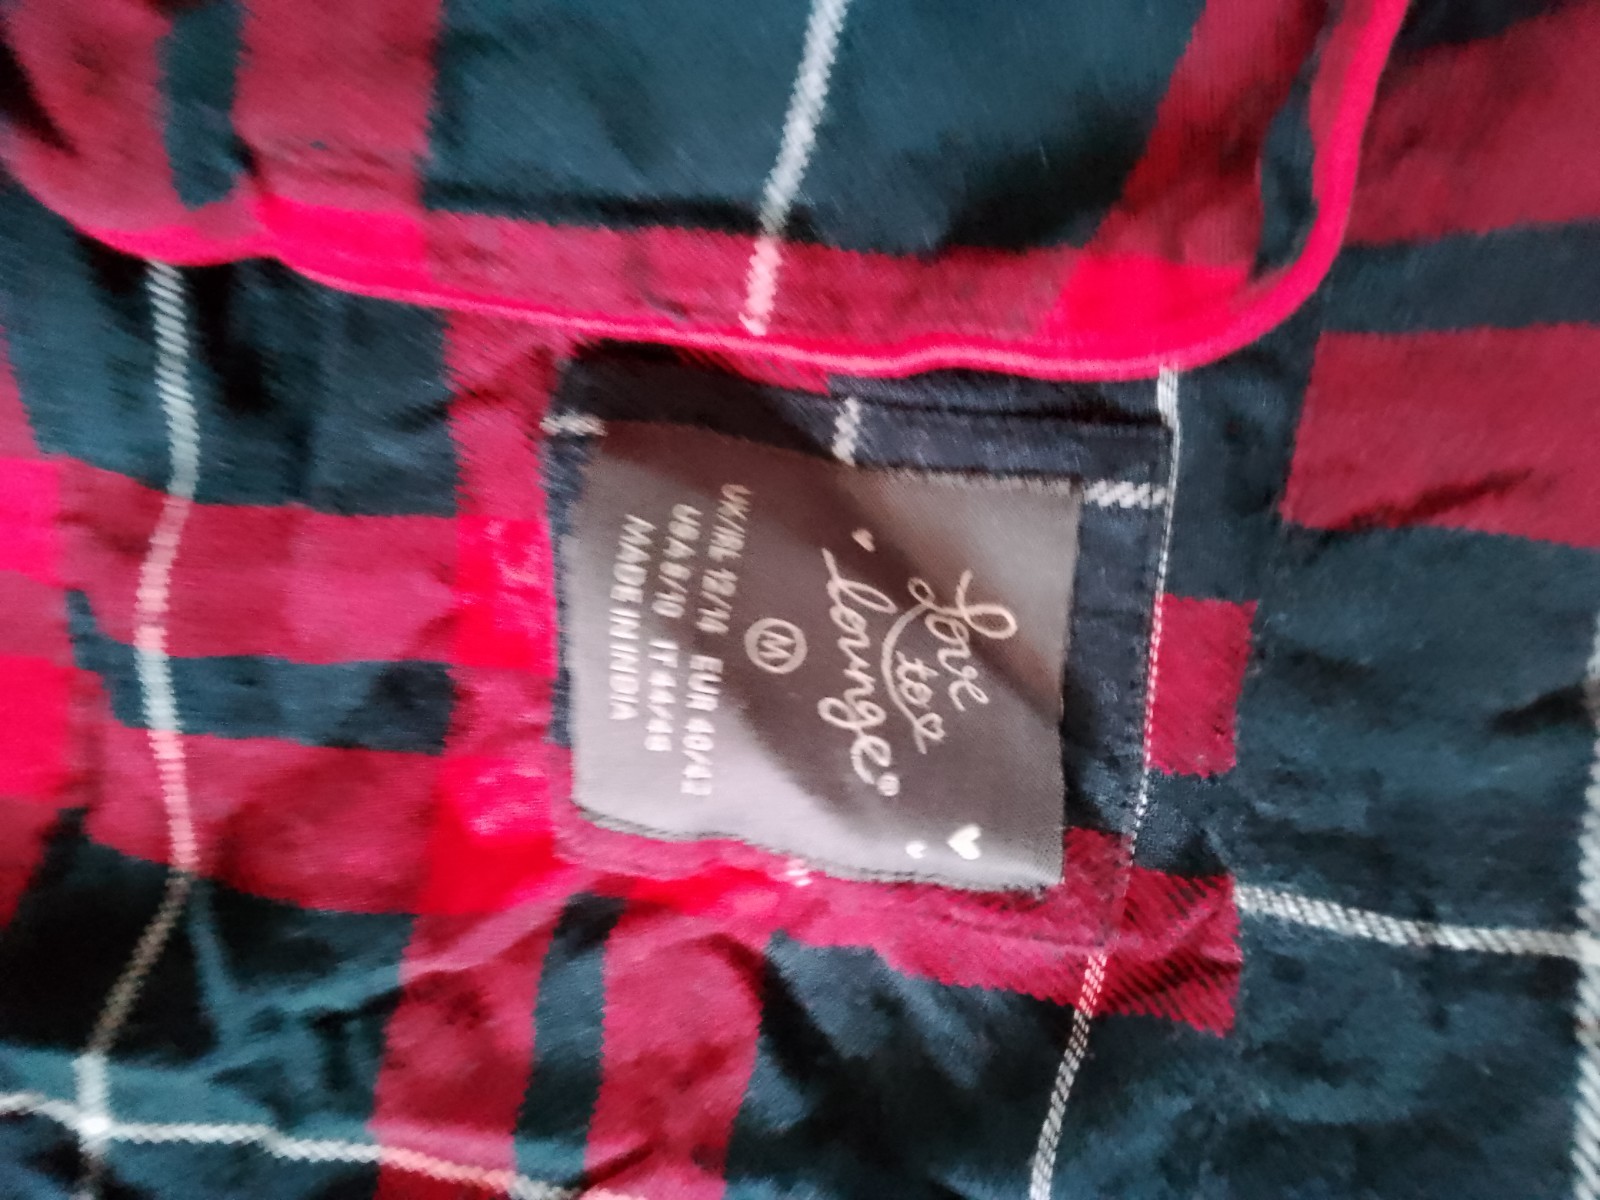 love
to
lounge®
M
UK/IRL 12/14 EUR 40/42
USA 8/10 IT 44/46
MADE IN INDIA